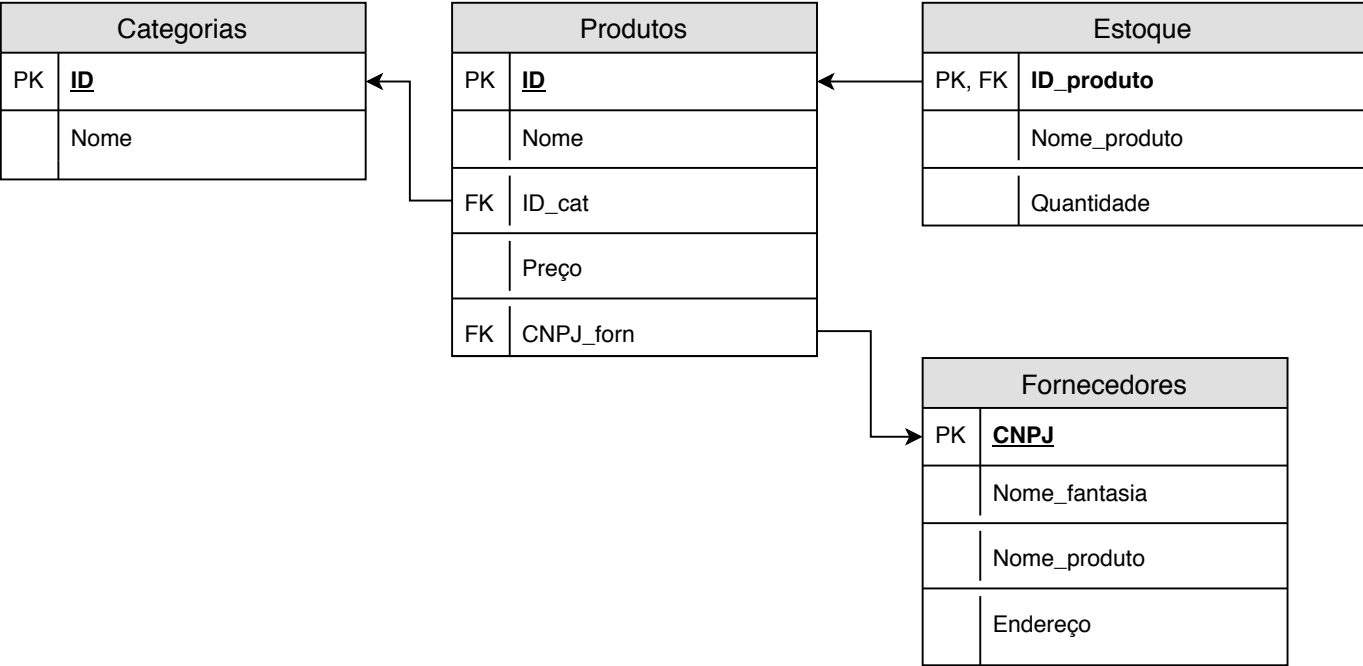 Categorias
PK ID
Nome
Produtos
PK ID
Nome
FK ID_cat
Preço
FK CNPJ_forn
Estoque
PK, FK ID_produto
Nome_produto
Quantidade
Fornecedores
PK CNPJ
Nome_fantasia
Nome_produto
Endereço